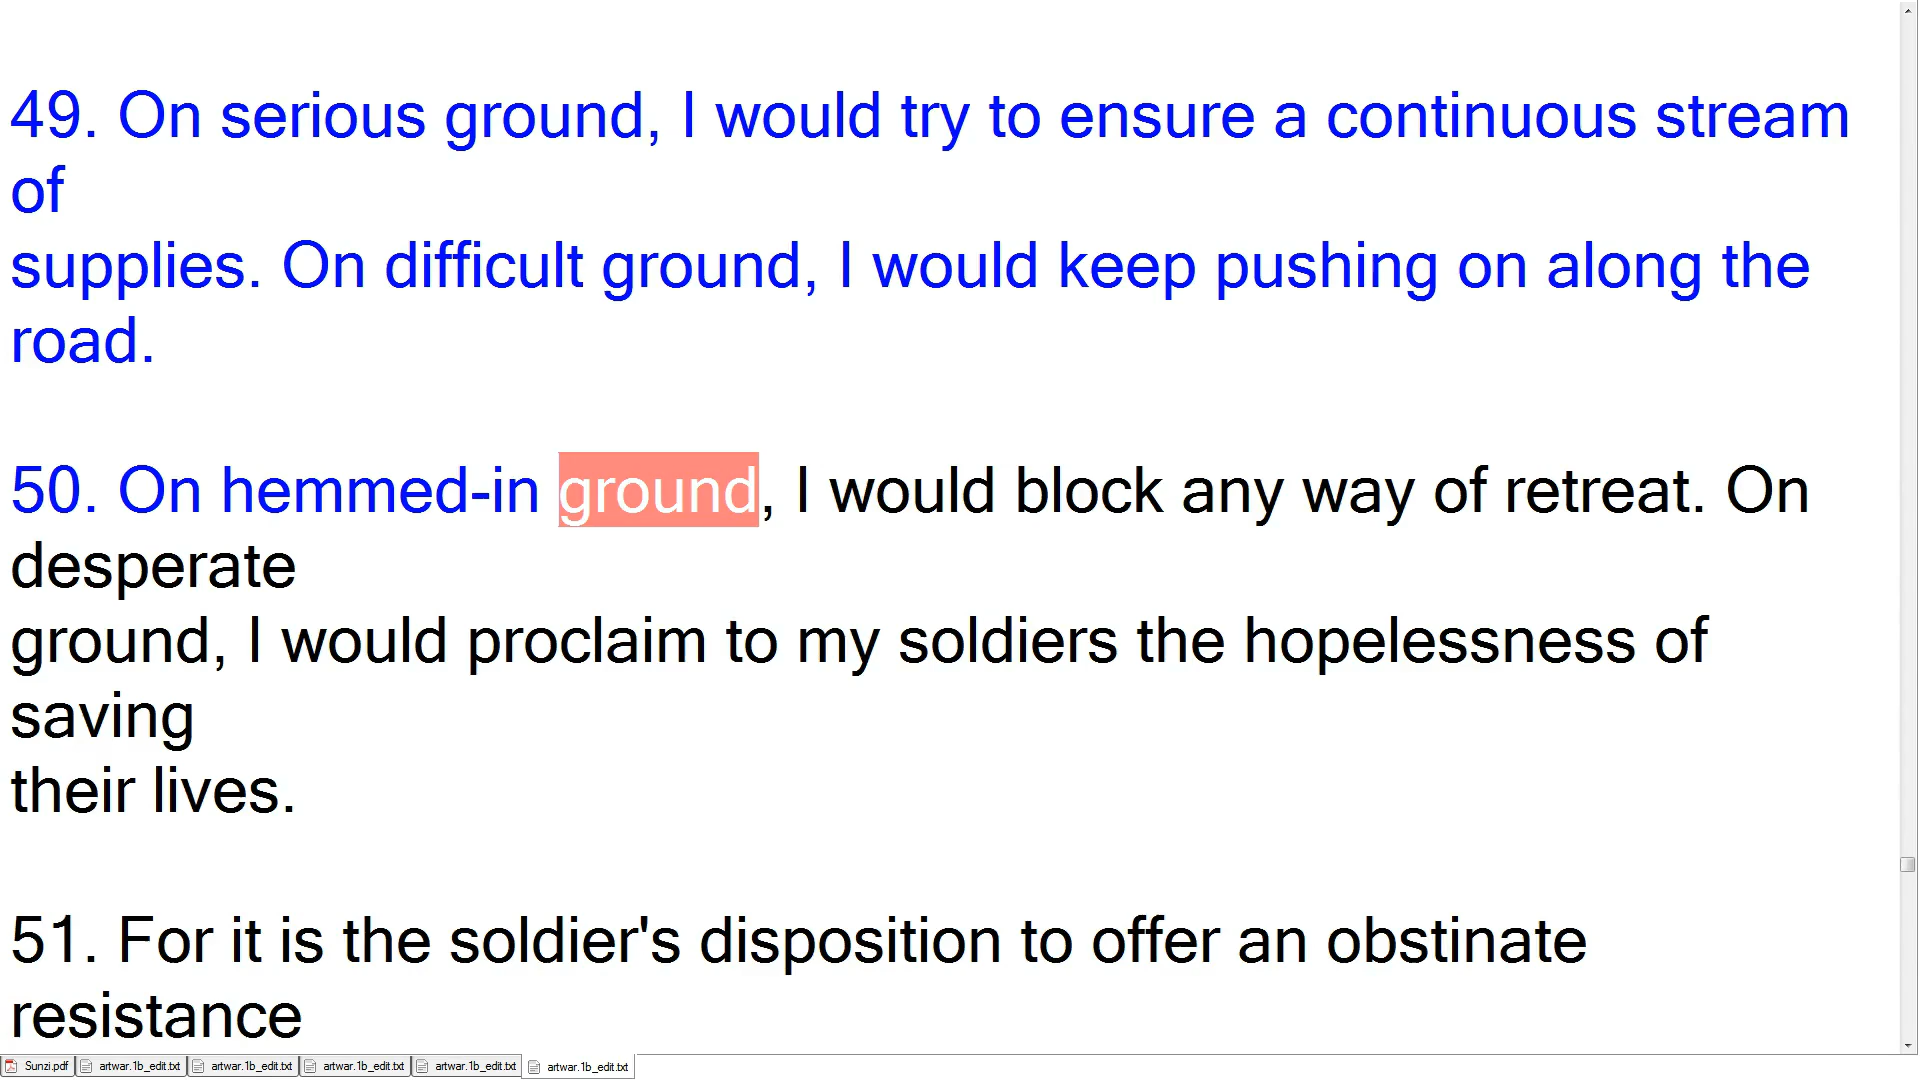 49. On serious ground, I would try to ensure a continuous stream
of
supplies. On difficult ground, I would keep pushing on along the
road.
50. On hemmed-in ground, I would block any way of retreat. On
desperate
ground, I would proclaim to my soldiers the hopelessness of
saving
their lives.
51. For it is the soldier's disposition to offer an obstinate
resistance
Sunzi.pdf artwar.1b_edit.txt artwar.1b_edit.txt artwar.1b_edit.txt artwar.1b_edit.txt artwar.1b_edit.txt